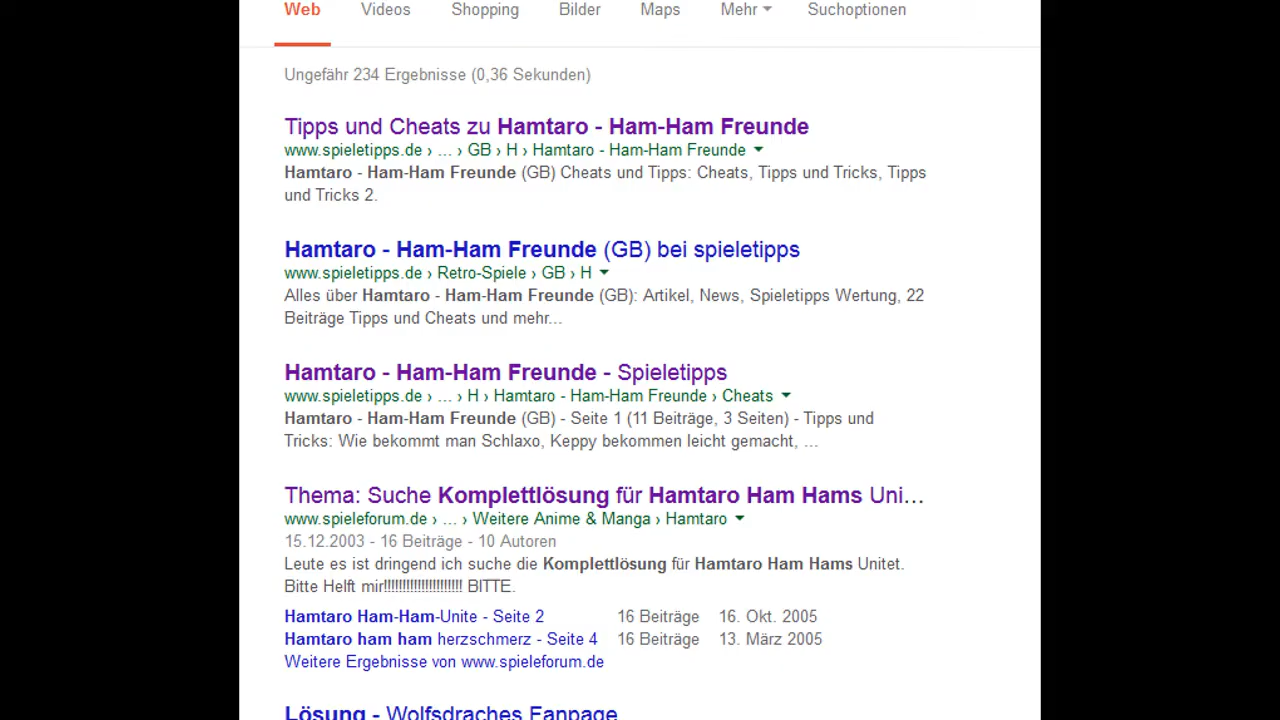 Web Videos Shopping Bilder Maps Mehr Suchoptionen
Ungefähr 234 Ergebnisse (0,36 Sekunden)
Tipps und Cheats zu Hamtaro - Ham-Ham Freunde
www.spieletipps.de › ... › GB › H › Hamtaro - Ham-Ham Freunde
Hamtaro - Ham-Ham Freunde (GB) Cheats und Tipps: Cheats, Tipps und Tricks, Tipps
und Tricks 2.
Hamtaro - Ham-Ham Freunde (GB) bei spieletipps
www.spieletipps.de › Retro-Spiele › GB › H
Alles über Hamtaro - Ham-Ham Freunde (GB): Artikel, News, Spieletipps Wertung, 22
Beiträge Tipps und Cheats und mehr...
Hamtaro - Ham-Ham Freunde - Spieletipps
www.spieletipps.de › ... › H › Hamtaro - Ham-Ham Freunde › Cheats
Hamtaro - Ham-Ham Freunde (GB) - Seite 1 (11 Beiträge, 3 Seiten) - Tipps und
Tricks: Wie bekommt man Schlaxo, Keppy bekommen leicht gemacht, ...
Thema: Suche Komplettlösung für Hamtaro Ham Hams Uni...
www.spieleforum.de › ... › Weitere Anime & Manga › Hamtaro
15.12.2003 - 16 Beiträge - 10 Autoren
Leute es ist dringend ich suche die Komplettlösung für Hamtaro Ham Hams Unitet.
Bitte Helft mir!!!!!!!!!!!!!!!!!!!!!! BITTE.
Hamtaro Ham-Ham-Unite - Seite 2 16 Beiträge 16. Okt. 2005
Hamtaro ham ham herzschmerz - Seite 4 16 Beiträge 13. März 2005
Weitere Ergebnisse von www.spieleforum.de
Lösung - Wolfsdraches Fanpage